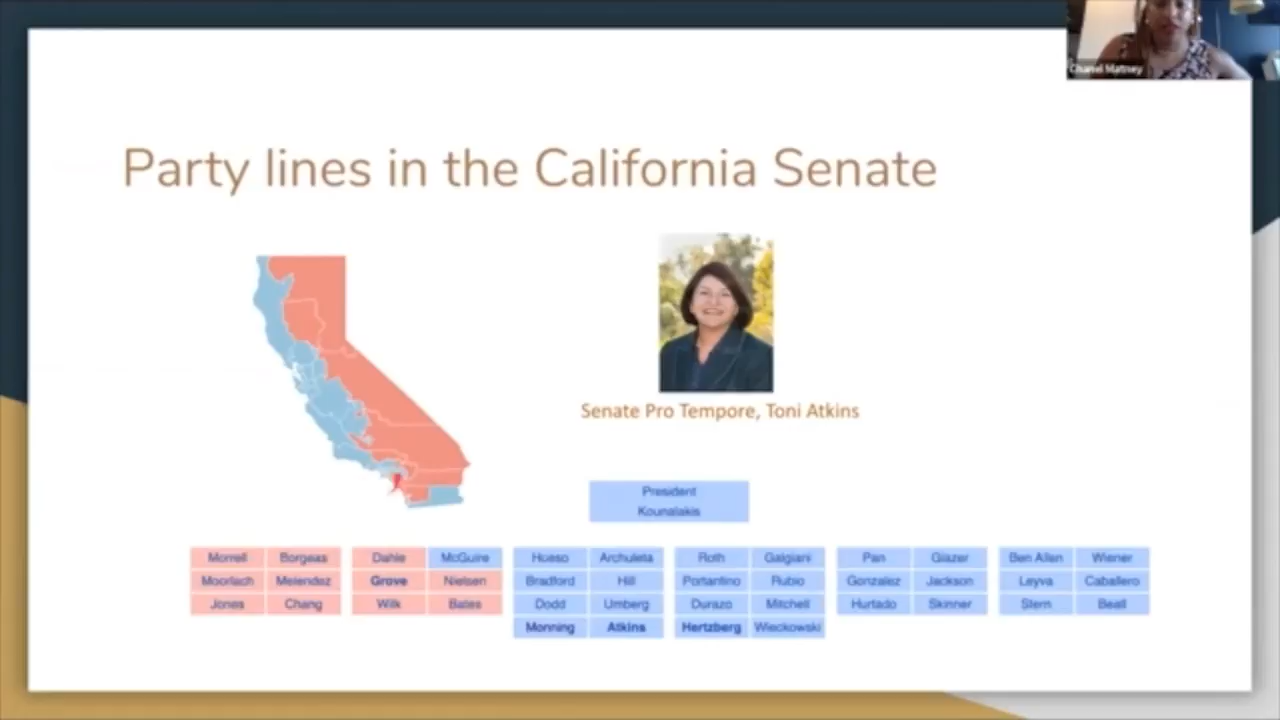 Chanel Matney
Party lines in the California Senate
Senate Pro Tempore, Toni Atkins
President
Kounalakis
Morrell Borgeas Dahle McGuire Hueso Archuleta Roth Galgiani Pan Glazer Ben Allen Wiener
Moorlach Melendez Grove Nielsen Bradford Hill Portantino Rubio Gonzalez Jackson Leyva Caballero
Jones Chang Wilk Bates Dodd Umberg Durazo Mitchell Hurtado Skinner Stern Beall
Monning Atkins Hertzberg Wieckowski